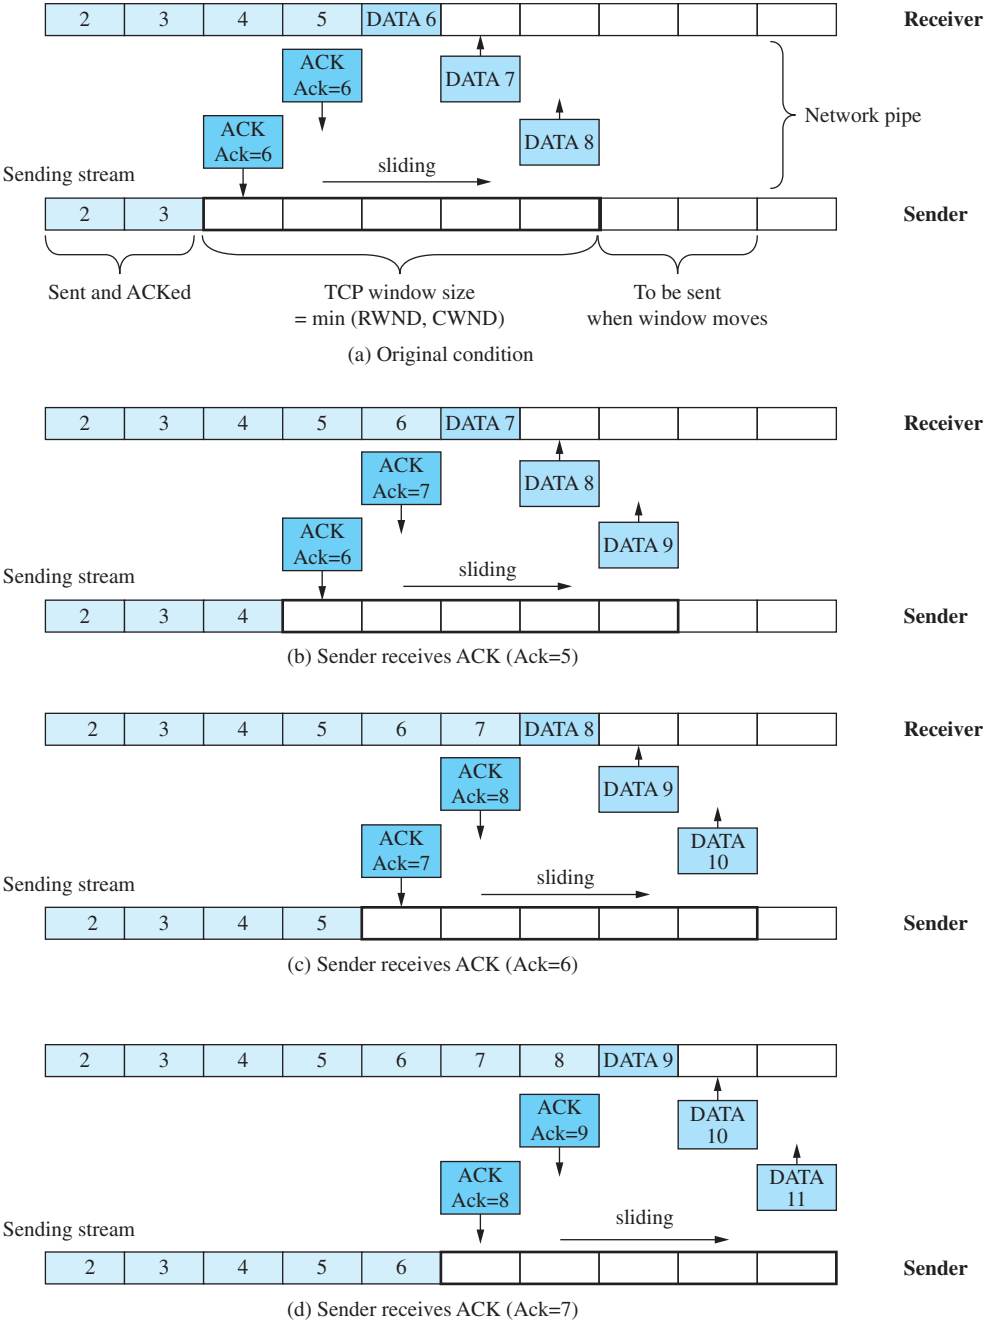 2 3 4 5 DATA 6 Receiver
ACK
Ack=6
DATA 7
Network pipe
ACK
Ack=6
DATA 8
sliding
Sending stream
2 3 Sender
Sent and ACKed
TCP window size
= min (RWND, CWND)
To be sent
when window moves
(a) Original condition
2 3 4 5 6 DATA 7 Receiver
ACK
Ack=7
DATA 8
ACK
Ack=6
DATA 9
sliding
Sending stream
2 3 4 Sender
(b) Sender receives ACK (Ack=5)
2 3 4 5 6 7 DATA 8 Receiver
ACK
Ack=8
DATA 9
ACK
Ack=7
DATA
10
sliding
Sending stream
2 3 4 5 Sender
(c) Sender receives ACK (Ack=6)
2 3 4 5 6 7 8 DATA 9
ACK
Ack=9
DATA
10
ACK
Ack=8
DATA
11
sliding
Sending stream
2 3 4 5 6 Sender
(d) Sender receives ACK (Ack=7)